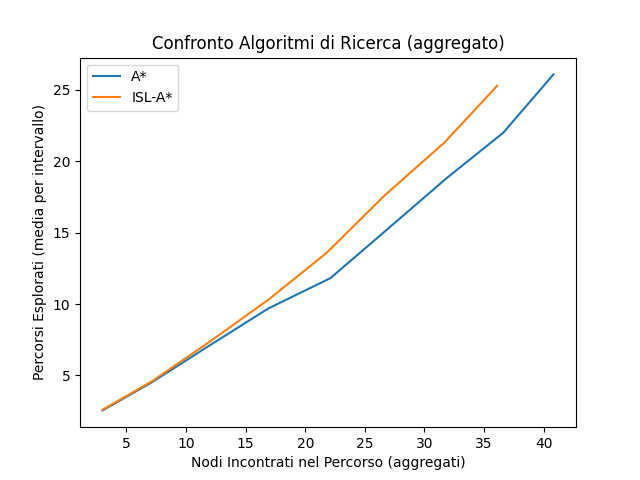 Confronto Algoritmi di Ricerca (aggregato)
A*
ISL-A*
Percorsi Esplorati (media per intervallo)
25
20
15
10
5
5 10 15 20 25 30 35 40
Nodi Incontrati nel Percorso (aggregati)